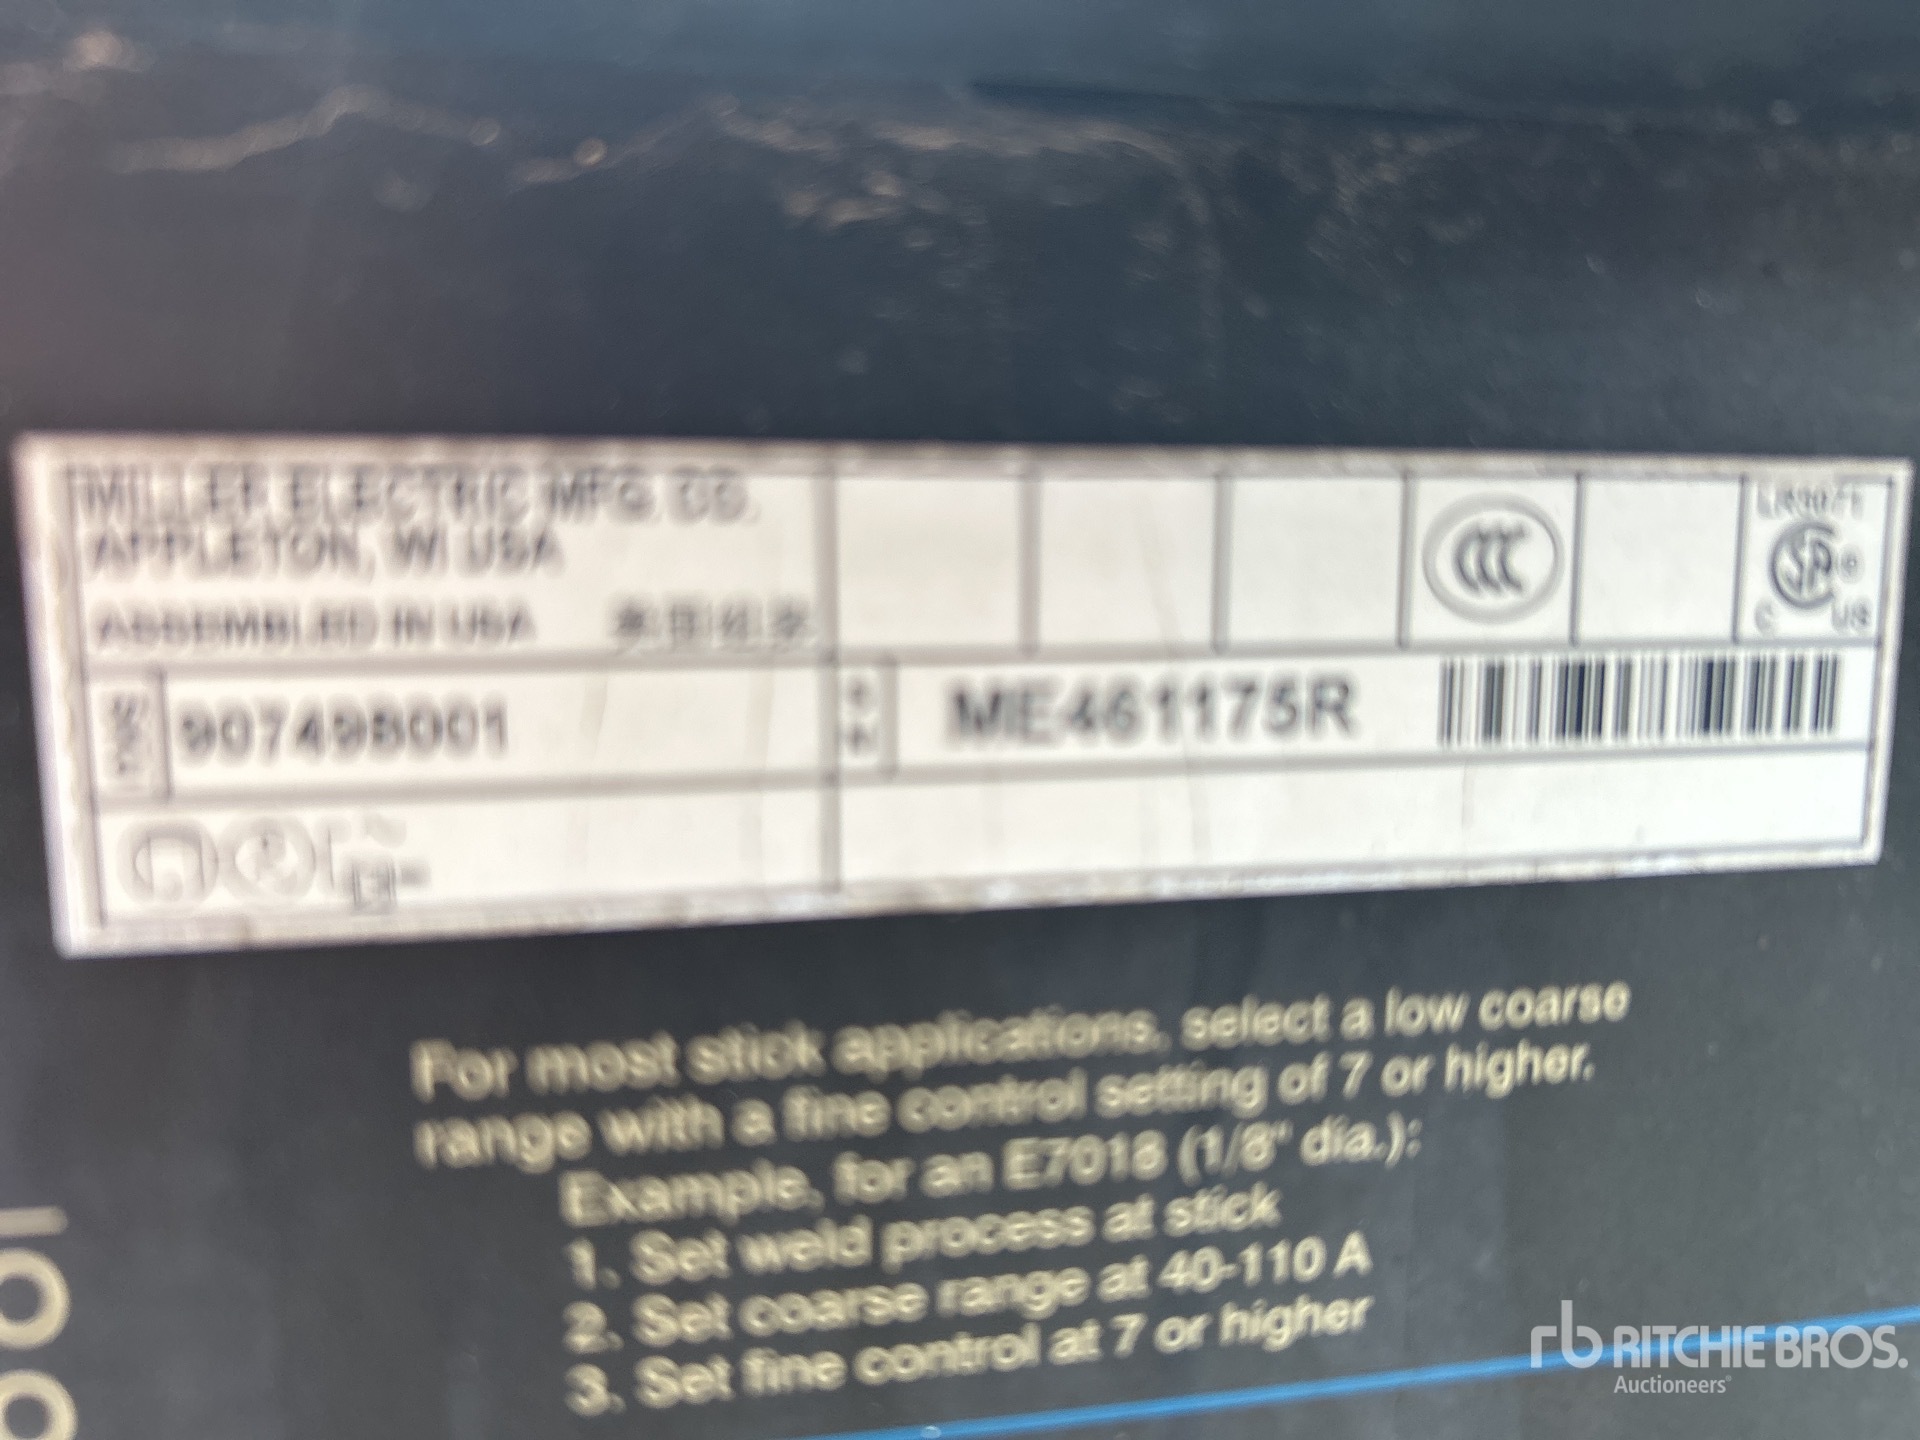 MILLER ELECTRIC MFG. CO.
APPLETON, WI USA
ASSEMBLED IN USA
907498001
ME461175R
CCC
C US
For most stick applications, select a low coarse
range with a fine control setting of 7 or higher.
Example, for an E7018 (1/8" dia.):
1. Set weld process at stick
2. Set coarse range at 40-110 A
3. Set fine control at 7 or higher
rb RITCHIE BROS.
Auctioneers